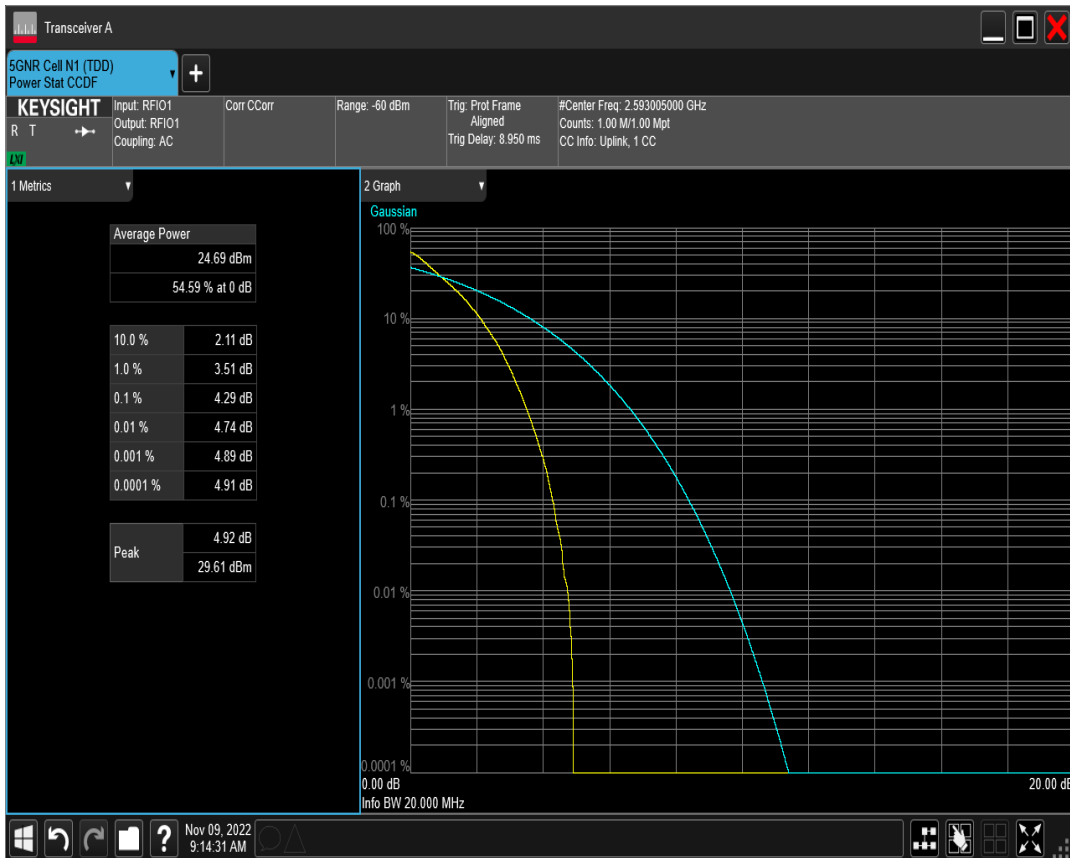 Transceiver A
5GNR Cell N1 (TDD)
Power Stat CCDF
+
KEYSIGHT
R T
LXI
Input: RFIO1
Output: RFIO1
Coupling: AC
Corr CCorr
Range: -60 dBm
Trig: Prot Frame
Aligned
Trig Delay: 8.950 ms
#Center Freq: 2.593005000 GHz
Counts: 1.00 M/1.00 Mpt
CC Info: Uplink, 1 CC
1 Metrics
Average Power
24.69 dBm
54.59 % at 0 dB
10.0 % 2.11 dB
1.0 % 3.51 dB
0.1 % 4.29 dB
0.01 % 4.74 dB
0.001 % 4.89 dB
0.0001 % 4.91 dB
Peak 4.92 dB
29.61 dBm
2 Graph
Gaussian
100 %
10 %
1 %
0.1 %
0.01 %
0.001 %
0.0001 %
0.00 dB 20.00 dB
Info BW 20.000 MHz
?
Nov 09, 2022
9:14:31 AM